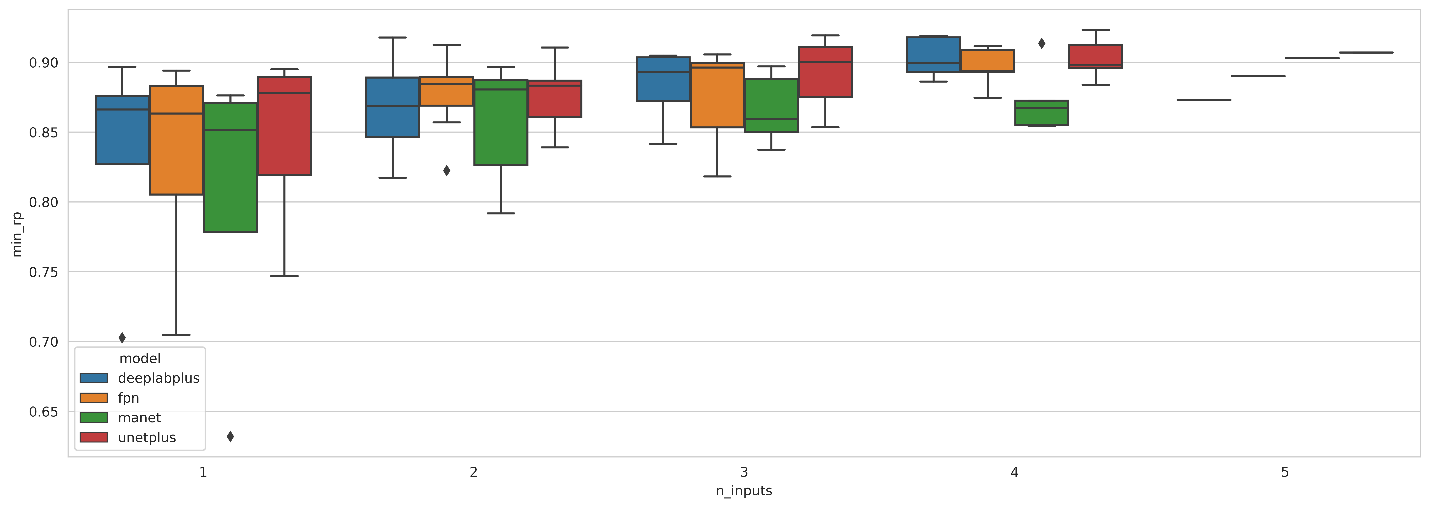 min_rp
0.90
0.85
0.80
0.75
0.70
0.65
model
deeplabplus
fpn
manet
unetplus
1 2 3 4 5
n_inputs